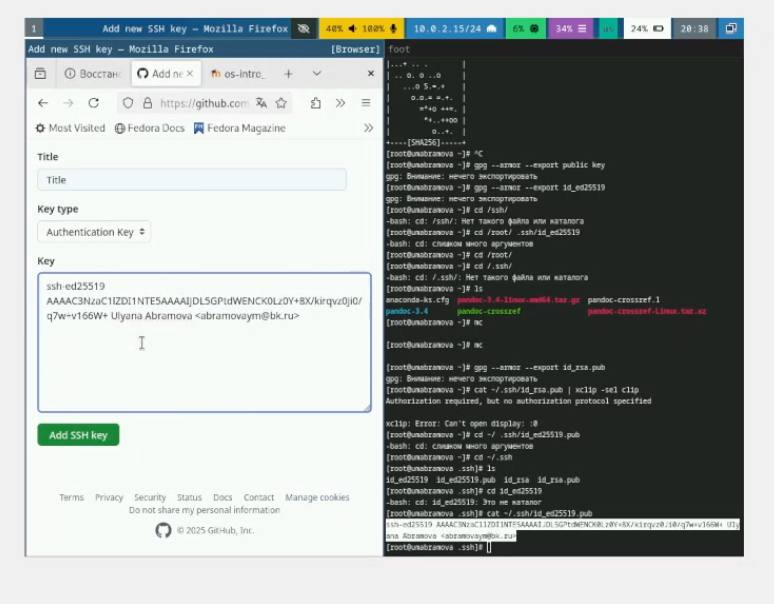 1 Add new SSH key — Mozilla Firefox 40% 100% 10.0.2.15/24 6% 34% us 24% 20:38
Add new SSH key — Mozilla Firefox [Browser]
Восстан Add ne × os-intro_ + ×
https://github.com
Most Visited Fedora Docs Fedora Magazine »
Title
Title
Key type
Authentication Key
Key
ssh-ed25519
q7w+v166W+ Ulyana Abramova <abramovaym@bk.ru>
Add SSH key
Terms Privacy Security Status Docs Contact Manage cookies
Do not share my personal information
© 2025 GitHub, Inc.
foot
|...+ .. . |
| .. o. o ..o |
| ...o S.=.+ |
| o.o.= =.+. |
| =*+o ++=. |
| *+..++oo |
| o..+. |
+----[SHA256]-----+
[root@umabramova ~]# ^C
[root@umabramova ~]# gpg --armor --export public key
gpg: Внимание: нечего экспортировать
[root@umabramova ~]# gpg --armor --export id_ed25519
gpg: Внимание: нечего экспортировать
[root@umabramova ~]# cd /ssh/
-bash: cd: /ssh/: Нет такого файла или каталога
[root@umabramova ~]# cd /root/ .ssh/id_ed25519
-bash: cd: слишком много аргументов
[root@umabramova ~]# cd /root/
[root@umabramova ~]# cd /.ssh/
-bash: cd: /.ssh/: Нет такого файла или каталога
[root@umabramova ~]# ls
anaconda-ks.cfg pandoc-3.4-linux-amd64.tar.gz pandoc-crossref.1
pandoc-3.4 pandoc-crossref pandoc-crossref-Linux.tar.xz
[root@umabramova ~]# mc
[root@umabramova ~]# mc
[root@umabramova ~]# gpg --armor --export id_rsa.pub
gpg: Внимание: нечего экспортировать
[root@umabramova ~]# cat ~/.ssh/id_rsa.pub | xclip -sel clip
Authorization required, but no authorization protocol specified
xclip: Error: Can't open display: :0
[root@umabramova ~]# cd ~/ .ssh/id_ed25519.pub
-bash: cd: слишком много аргументов
[root@umabramova ~]# cd ~/.ssh
[root@umabramova .ssh]# ls
id_ed25519 id_ed25519.pub id_rsa id_rsa.pub
[root@umabramova .ssh]# cd id_ed25519
-bash: cd: id_ed25519: Это не каталог
[root@umabramova .ssh]# cat ~/.ssh/id_ed25519.pub
ssh-ed25519 Uly
ana Abramova <abramovaym@bk.ru>
[root@umabramova .ssh]#